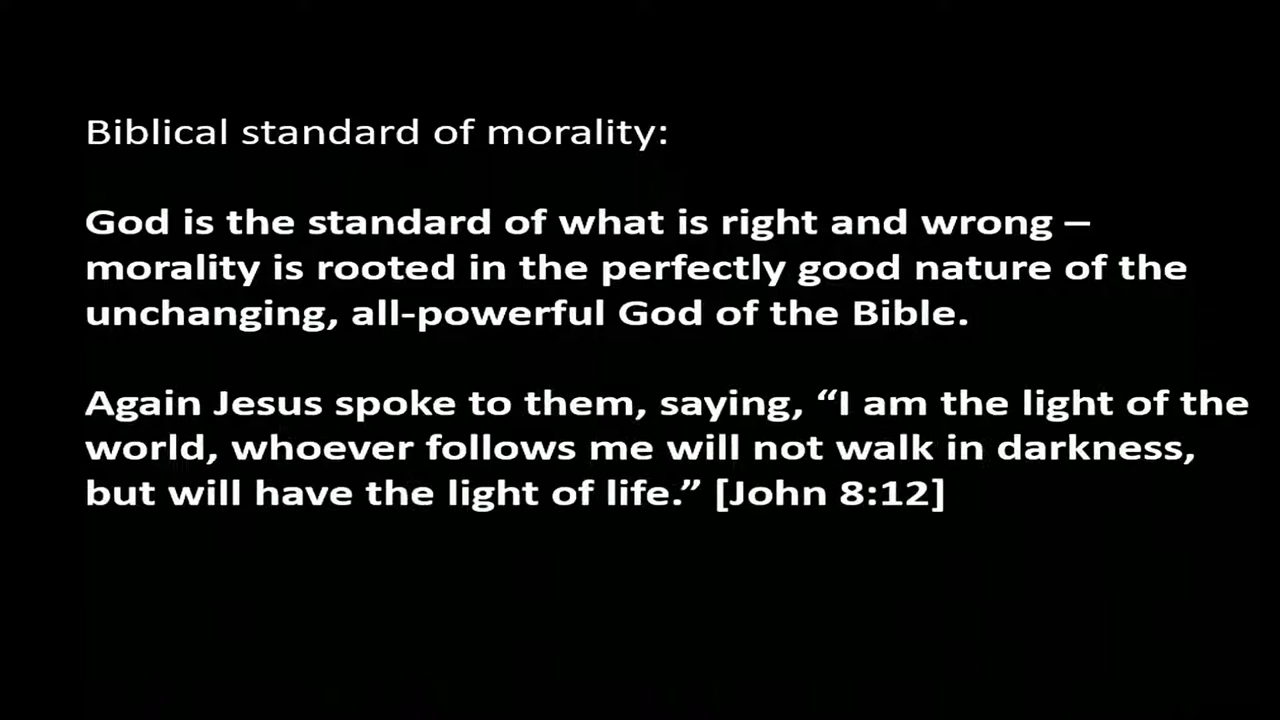 Biblical standard of morality:
God is the standard of what is right and wrong –
morality is rooted in the perfectly good nature of the
unchanging, all-powerful God of the Bible.
Again Jesus spoke to them, saying, “I am the light of the
world, whoever follows me will not walk in darkness,
but will have the light of life.” [John 8:12]